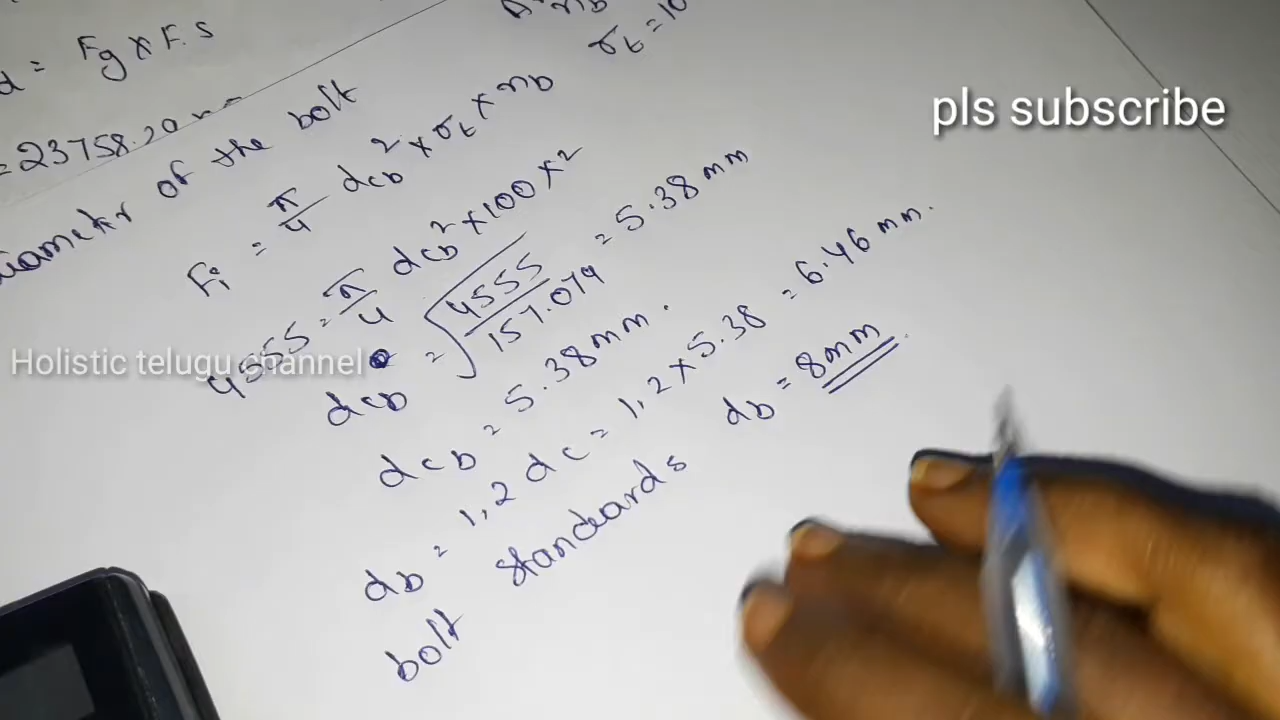 = Fg × F.S
pls subscribe
σt = 10
= 23758.20
of the bolt
Fi = π/4 dcb² × σt × nb
4555 = π/4 dcb² × 100 × 2
dcb = √4555/157.079 = 5.38 mm
Holistic telugu channel
dcb = 5.38 mm.
db = 1,2 dc = 1,2 × 5.38 = 6.46 mm.
bolt standards db = 8mm